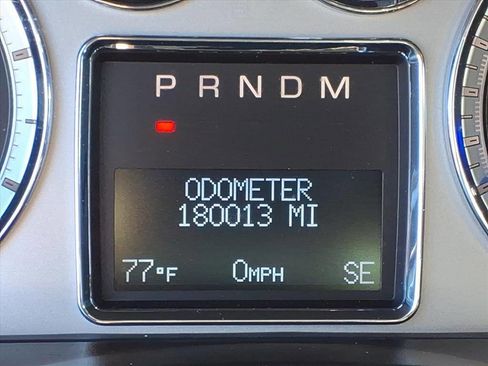 P R N D M
ODOMETER
180013 MI
77°F 0MPH SE